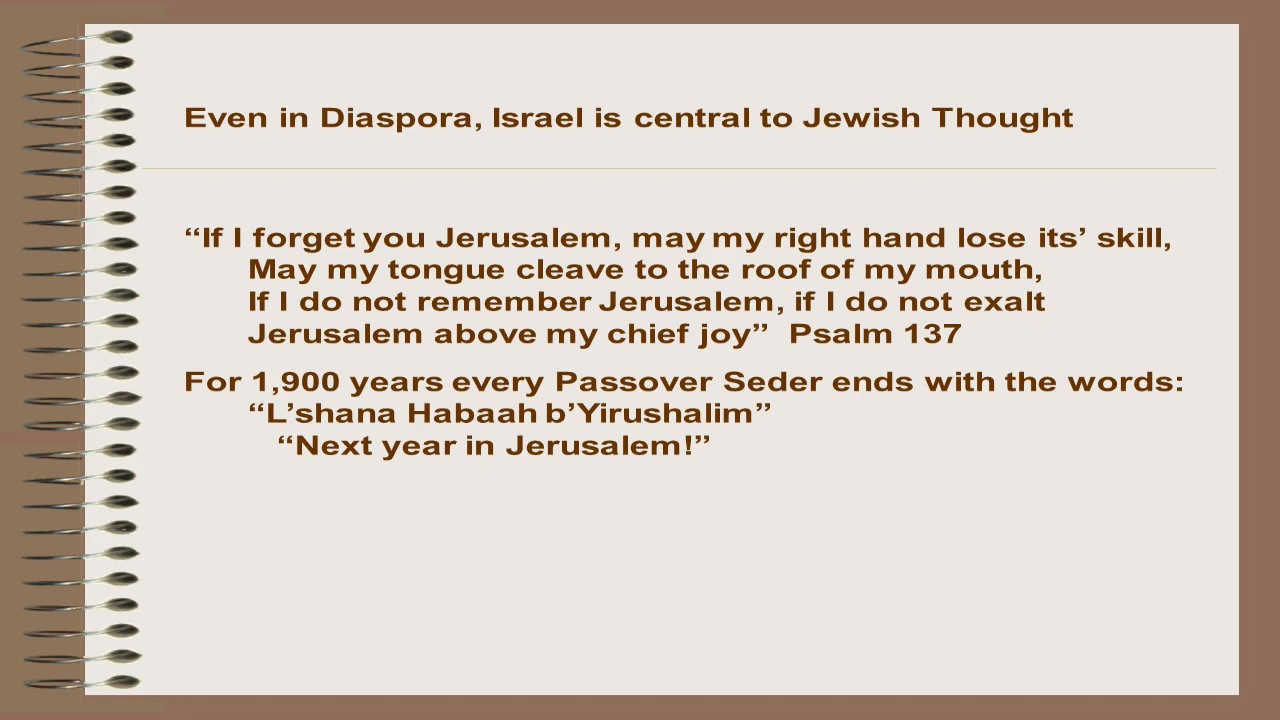 Even in Diaspora, Israel is central to Jewish Thought
“If I forget you Jerusalem, may my right hand lose its’ skill,
May my tongue cleave to the roof of my mouth,
If I do not remember Jerusalem, if I do not exalt
Jerusalem above my chief joy”  Psalm 137
For 1,900 years every Passover Seder ends with the words:
“L’shana Habaah b’Yirushalim”
“Next year in Jerusalem!”